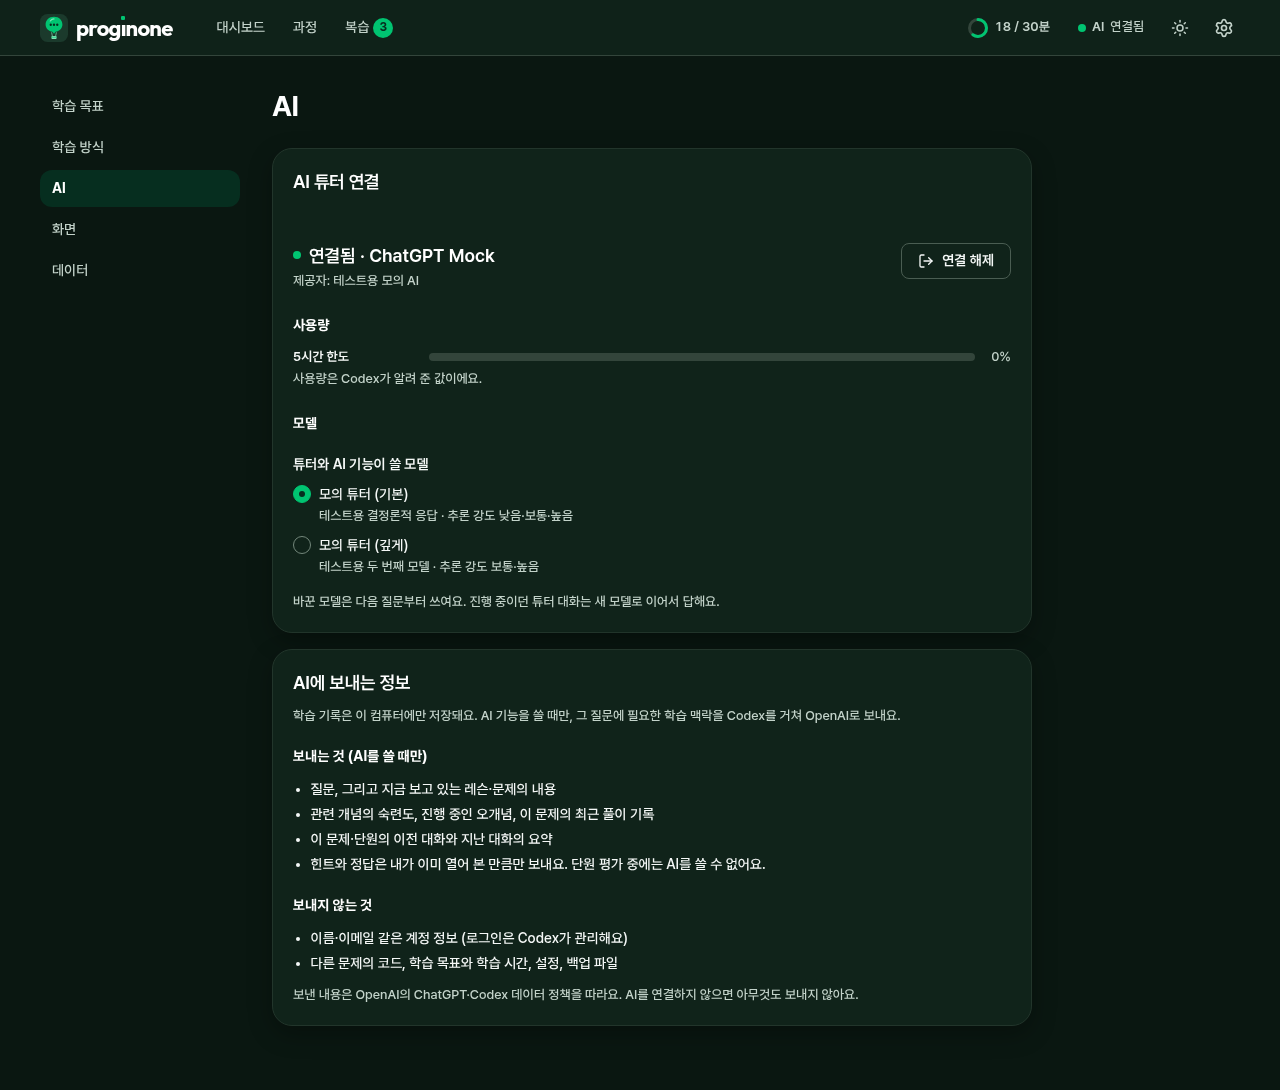 proginone
대시보드
과정
복습 3
18 / 30분
AI 연결됨
학습 목표
학습 방식
AI
화면
데이터
AI
AI 튜터 연결
연결됨 · ChatGPT Mock
제공자: 테스트용 모의 AI
연결 해제
사용량
5시간 한도
0%
사용량은 Codex가 알려 준 값이에요.
모델
튜터와 AI 기능이 쓸 모델
모의 튜터 (기본)
테스트용 결정론적 응답 · 추론 강도 낮음·보통·높음
모의 튜터 (깊게)
테스트용 두 번째 모델 · 추론 강도 보통·높음
바꾼 모델은 다음 질문부터 쓰여요. 진행 중이던 튜터 대화는 새 모델로 이어서 답해요.
AI에 보내는 정보
학습 기록은 이 컴퓨터에만 저장돼요. AI 기능을 쓸 때만, 그 질문에 필요한 학습 맥락을 Codex를 거쳐 OpenAI로 보내요.
보내는 것 (AI를 쓸 때만)
• 질문, 그리고 지금 보고 있는 레슨·문제의 내용
• 관련 개념의 숙련도, 진행 중인 오개념, 이 문제의 최근 풀이 기록
• 이 문제·단원의 이전 대화와 지난 대화의 요약
• 힌트와 정답은 내가 이미 열어 본 만큼만 보내요. 단원 평가 중에는 AI를 쓸 수 없어요.
보내지 않는 것
• 이름·이메일 같은 계정 정보 (로그인은 Codex가 관리해요)
• 다른 문제의 코드, 학습 목표와 학습 시간, 설정, 백업 파일
보낸 내용은 OpenAI의 ChatGPT·Codex 데이터 정책을 따라요. AI를 연결하지 않으면 아무것도 보내지 않아요.